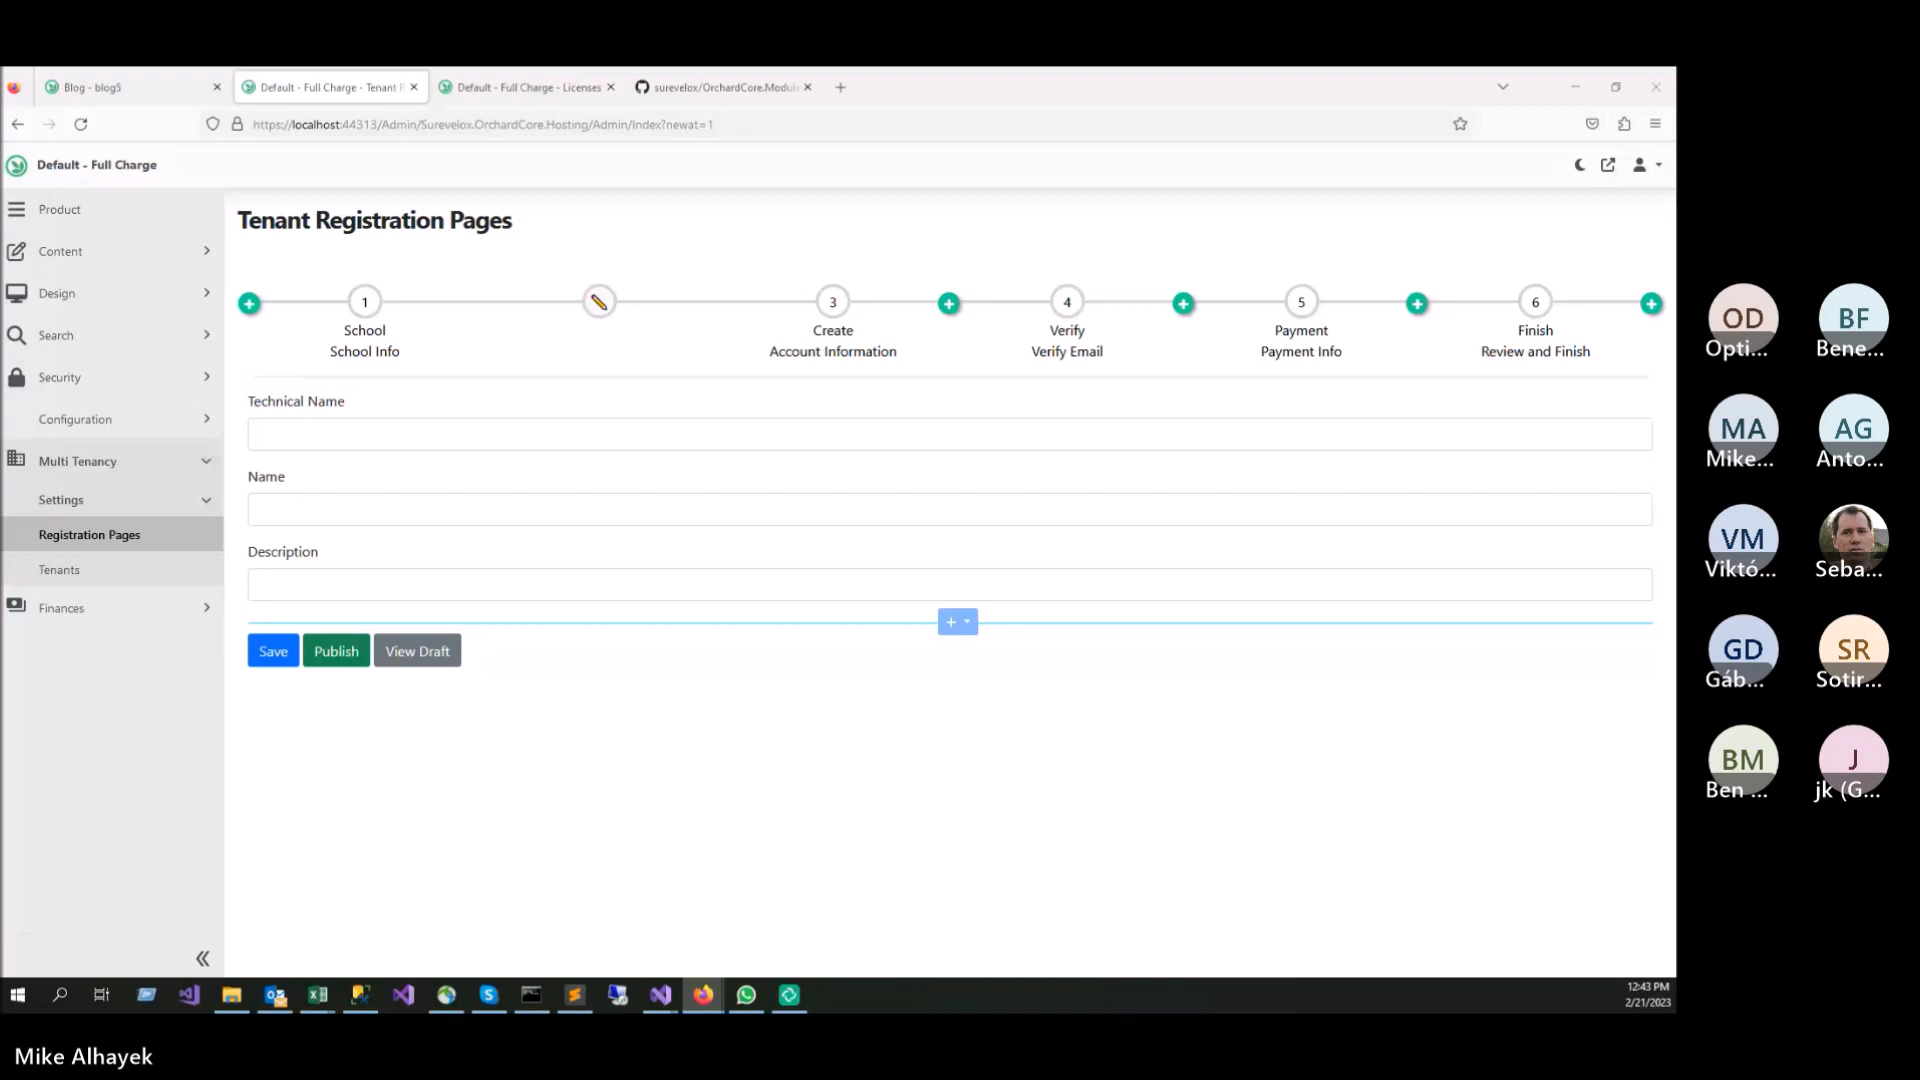 Blog - blog5
Default - Full Charge - Tenant
Default - Full Charge - Licenses
surevelox/OrchardCore.Module
https://localhost:44313/Admin/Surevelox.OrchardCore.Hosting/Admin/Index?newat=1
Default - Full Charge
Product
Content
Design
Search
Security
Configuration
Multi Tenancy
Settings
Registration Pages
Tenants
Finances
Tenant Registration Pages
1
School
School Info
3
Create
Account Information
4
Verify
Verify Email
5
Payment
Payment Info
6
Finish
Review and Finish
Technical Name
Name
Description
Save
Publish
View Draft
OD
Opti...
BF
Bene...
MA
Mike...
AG
Anto...
VM
Viktó...
Seba...
GD
Gáb...
SR
Sotir...
BM
Ben ...
J
jk (G...
12:43 PM
2/21/2023
Mike Alhayek